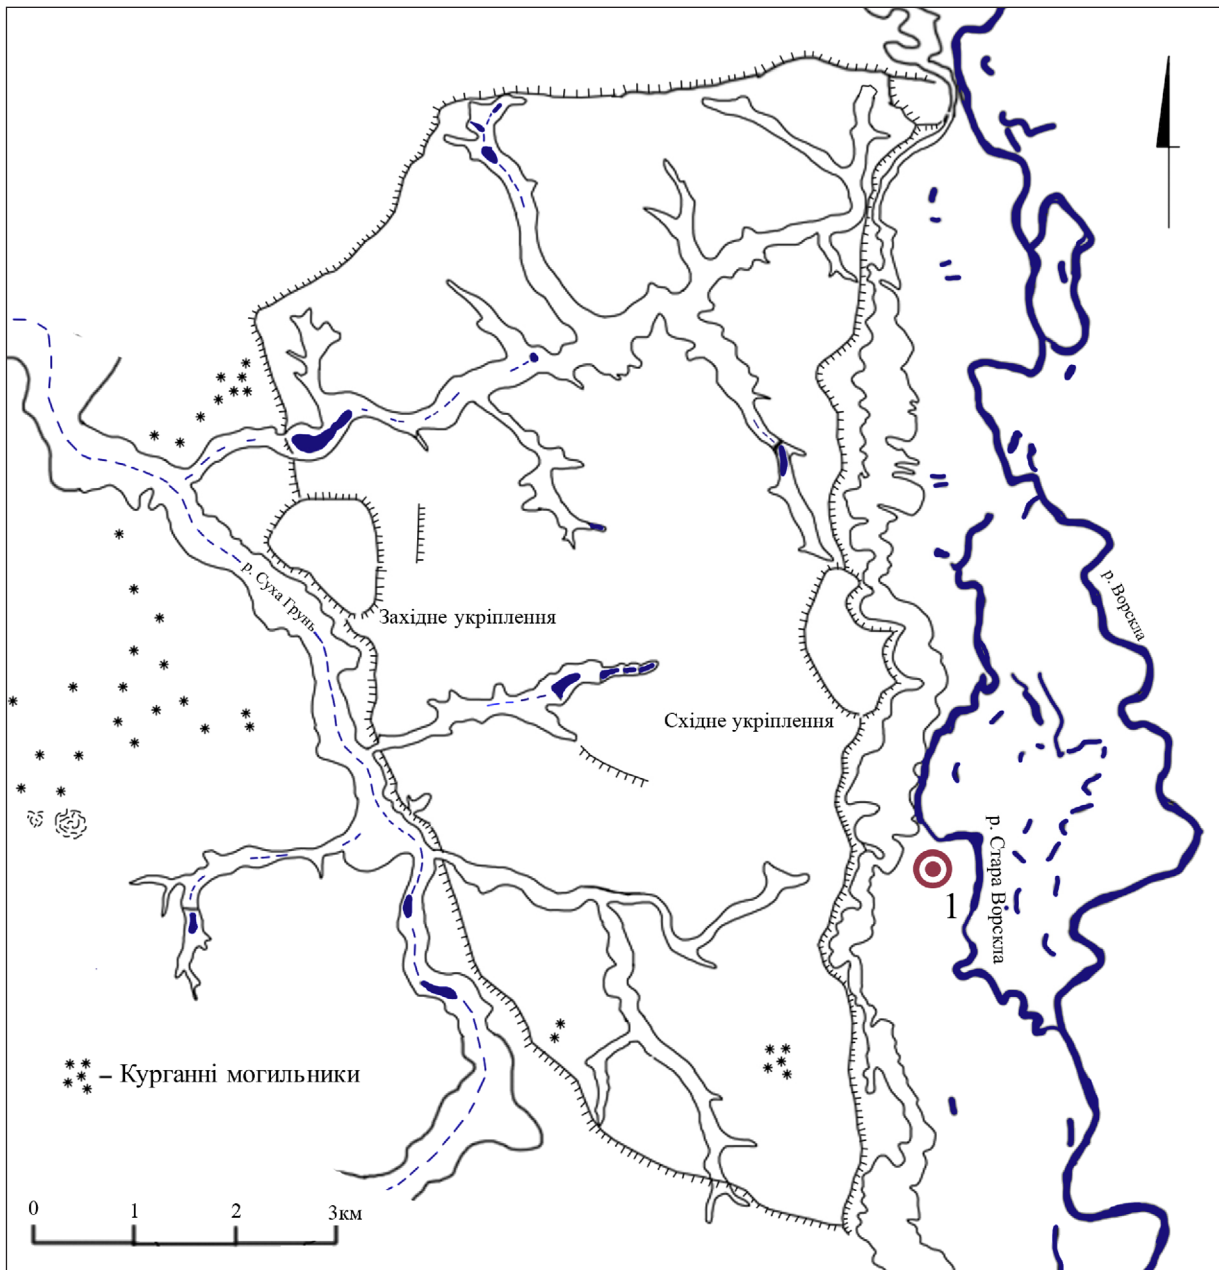 р. Суха Грунь
Західне укріплення
р. Ворскла
Східне укріплення
р. Стара Ворскла
1
– Курганні могильники
0 1 2 3км